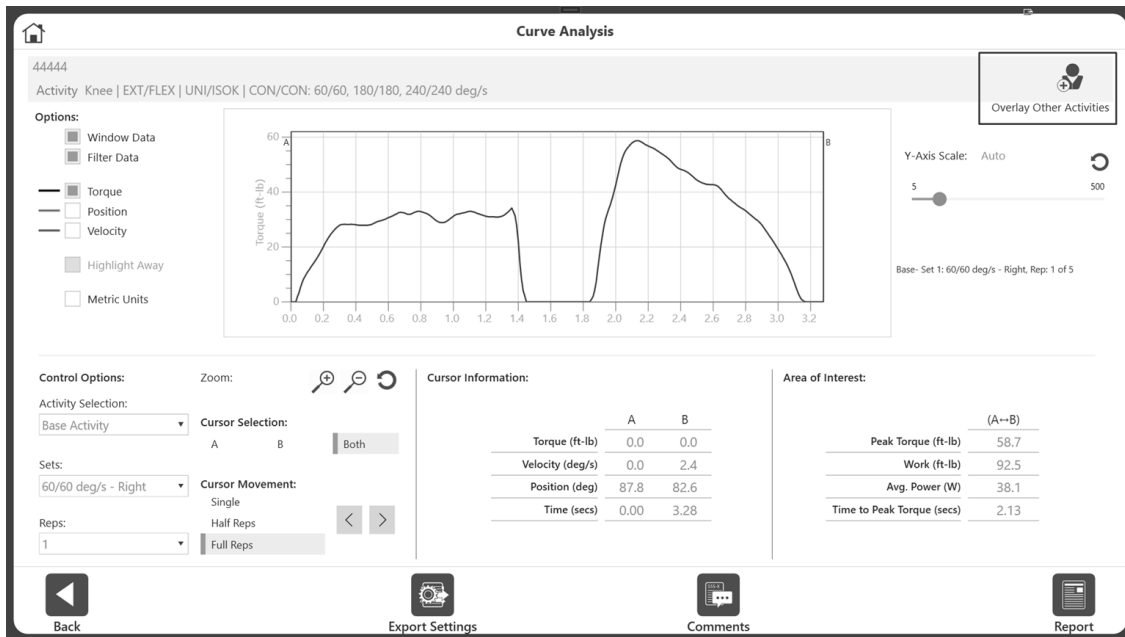 Curve Analysis
44444
Activity Knee | EXT/FLEX | UNI/ISOK | CON/CON: 60/60, 180/180, 240/240 deg/s
Overlay Other Activities
Options:
Window Data
Filter Data
Torque
Position
Velocity
Highlight Away
Metric Units
Torque (ft-lb)
60
40
20
0
A
B
0.0 0.2 0.4 0.6 0.8 1.0 1.2 1.4 1.6 1.8 2.0 2.2 2.4 2.6 2.8 3.0 3.2
Y-Axis Scale: Auto
5 500
Base- Set 1: 60/60 deg/s - Right, Rep: 1 of 5
Control Options:
Activity Selection:
Base Activity
Sets:
60/60 deg/s - Right
Reps:
1
Zoom:
Cursor Selection:
A B Both
Cursor Movement:
Single
Half Reps
Full Reps
Cursor Information:
A B
Torque (ft-lb) 0.0 0.0
Velocity (deg/s) 0.0 2.4
Position (deg) 87.8 82.6
Time (secs) 0.00 3.28
Area of Interest:
(A↔B)
Peak Torque (ft-lb) 58.7
Work (ft-lb) 92.5
Avg. Power (W) 38.1
Time to Peak Torque (secs) 2.13
Back
Export Settings
Comments
Report